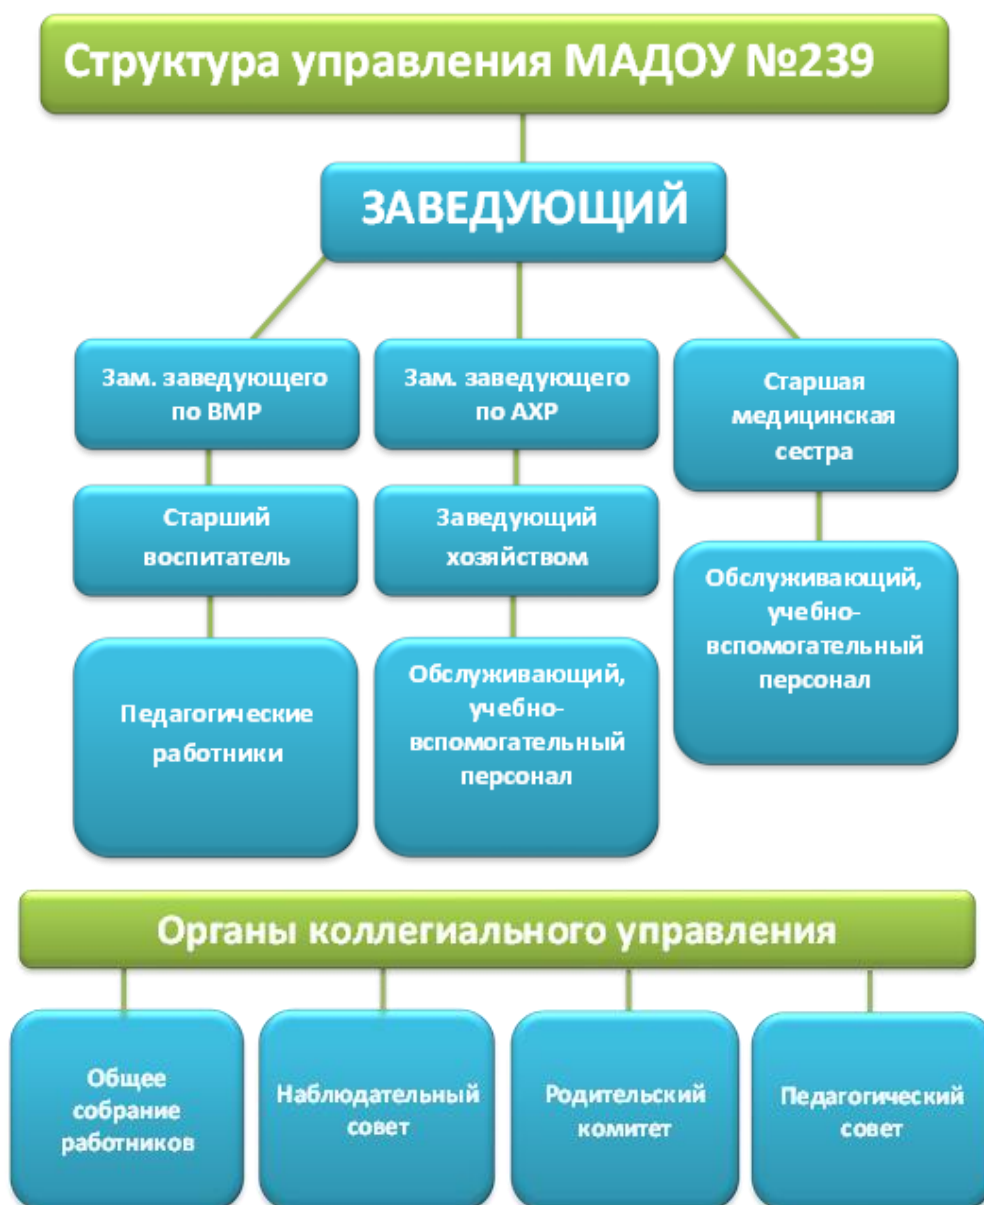 Структура управления МАДОУ №239
ЗАВЕДУЮЩИЙ
Зам. заведующего
по ВМР
Зам. заведующего
по АХР
Старшая
медицинская
сестра
Старший
воспитатель
Заведующий
хозяйством
Обслуживающий,
учебно-
вспомогательный
персонал
Педагогические
работники
Обслуживающий,
учебно-
вспомогательный
персонал
Органы коллегиального управления
Общее
собрание
работников
Наблюдательный
совет
Родительский
комитет
Педагогический
совет